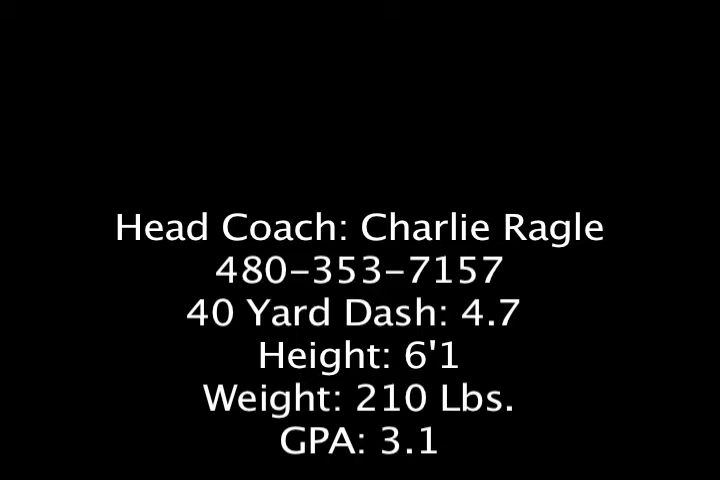 Head Coach: Charlie Ragle
480-353-7157
40 Yard Dash: 4.7
Height: 6'1
Weight: 210 Lbs.
GPA: 3.1